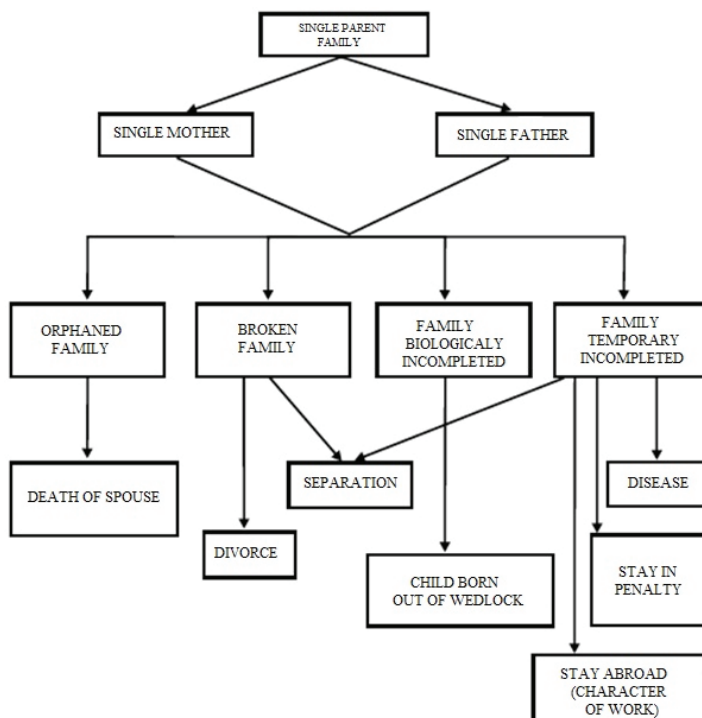 SINGLE PARENT
FAMILY
SINGLE MOTHER
SINGLE FATHER
ORPHANED
FAMILY
BROKEN
FAMILY
FAMILY
BIOLOGICALY
INCOMPLETED
FAMILY
TEMPORARY
INCOMPLETED
DEATH OF SPOUSE
SEPARATION
DISEASE
DIVORCE
CHILD BORN
OUT OF WEDLOCK
STAY IN
PENALTY
STAY ABROAD
(CHARACTER
OF WORK)